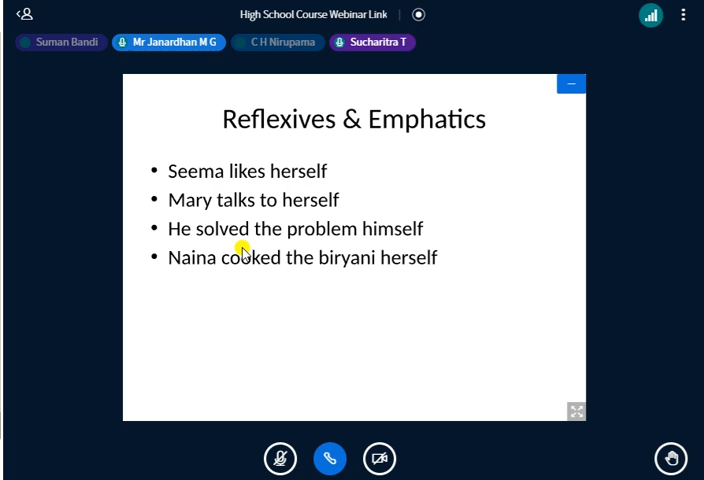 High School Course Webinar Link
Suman Bandi
Mr Janardhan M G
C H Nirupama
Sucharitra T
Reflexives & Emphatics
• Seema likes herself
• Mary talks to herself
• He solved the problem himself
• Naina cooked the biryani herself